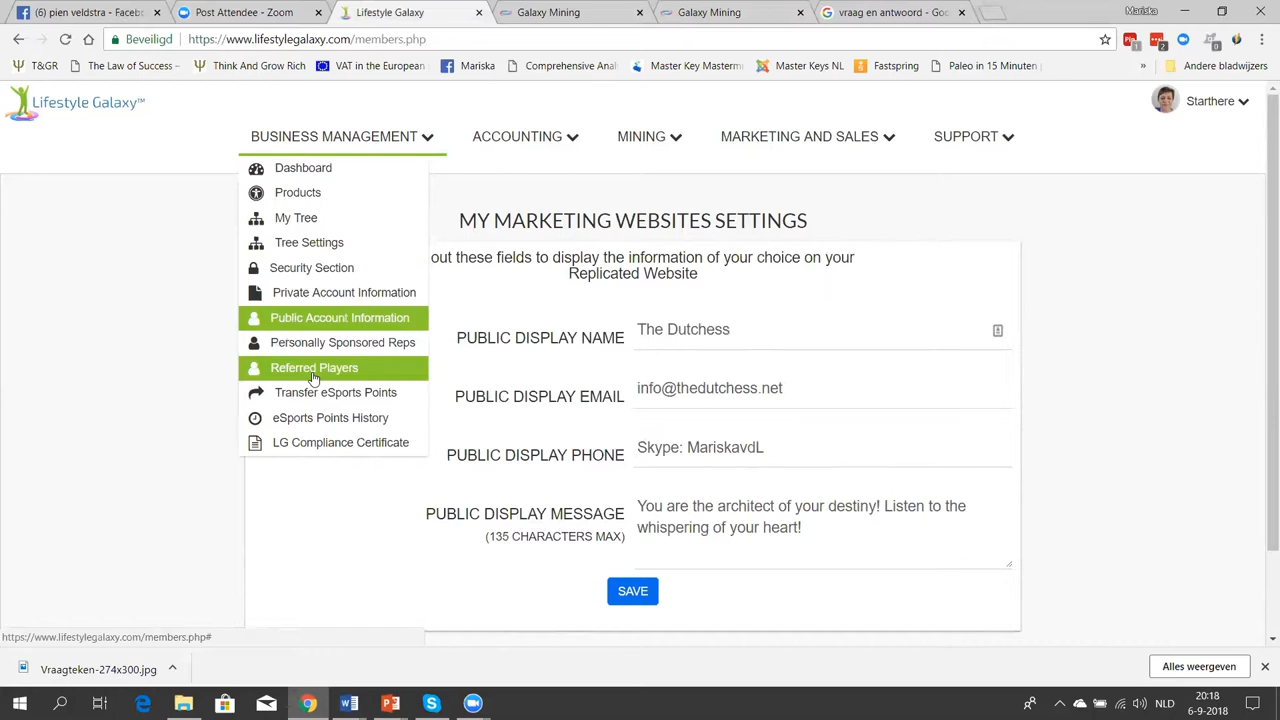 (6) pien veldstra - Facebo
Post Attendee - Zoom
Lifestyle Galaxy
Galaxy Mining
Galaxy Mining
vraag en antwoord - Goo
Mariska
Beveiligd
https://www.lifestylegalaxy.com/members.php
T&GR
The Law of Success -
Think And Grow Rich
VAT in the European
Mariska
Comprehensive Anal
Master Key Masterm
Master Keys NL
Fastspring
Paleo in 15 Minuten
»
Andere bladwijzers
Lifestyle Galaxy™
Starthere
BUSINESS MANAGEMENT
ACCOUNTING
MINING
MARKETING AND SALES
SUPPORT
Dashboard
Products
My Tree
Tree Settings
Security Section
Private Account Information
Public Account Information
Personally Sponsored Reps
Referred Players
Transfer eSports Points
eSports Points History
LG Compliance Certificate
MY MARKETING WEBSITES SETTINGS
out these fields to display the information of your choice on your
Replicated Website
PUBLIC DISPLAY NAME
The Dutchess
PUBLIC DISPLAY EMAIL
info@thedutchess.net
PUBLIC DISPLAY PHONE
Skype: MariskavdL
PUBLIC DISPLAY MESSAGE
(135 CHARACTERS MAX)
You are the architect of your destiny! Listen to the
whispering of your heart!
SAVE
https://www.lifestylegalaxy.com/members.php#
Vraagteken-274x300.jpg
Alles weergeven
NLD
20:18
6-9-2018